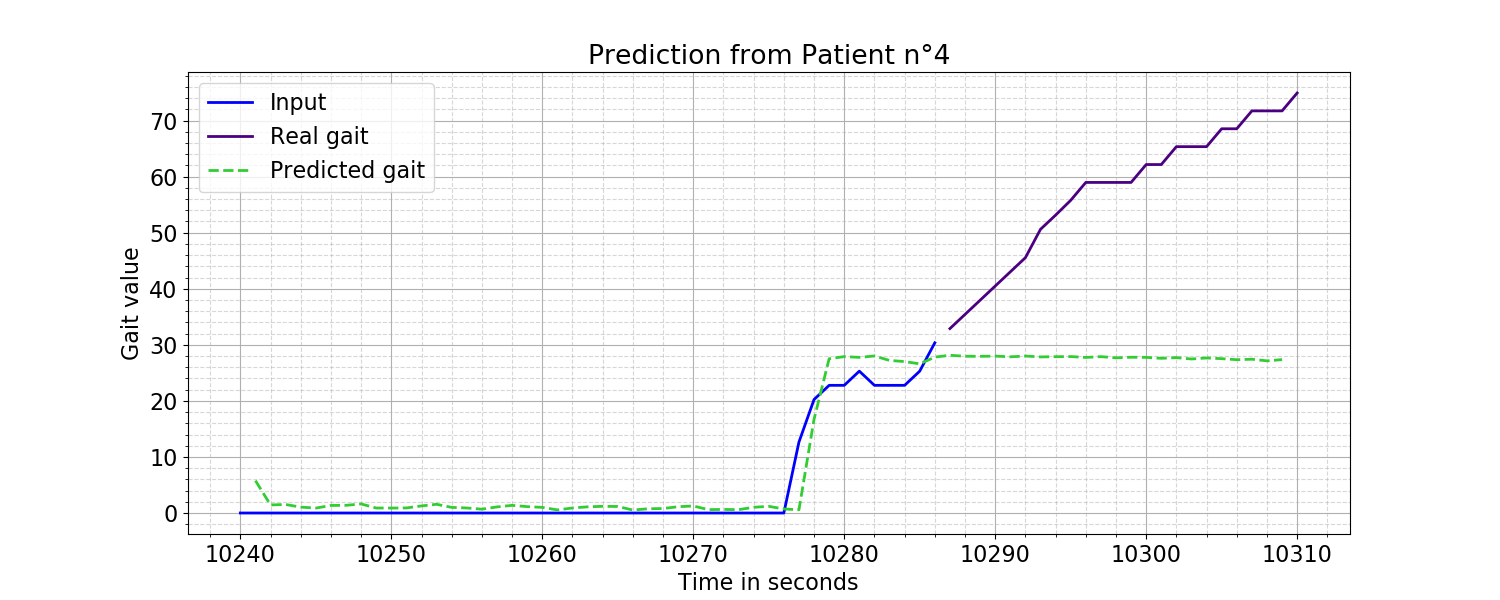 Prediction from Patient n°4
Input
Real gait
Predicted gait
Gait value
70
60
50
40
30
20
10
0
10240 10250 10260 10270 10280 10290 10300 10310
Time in seconds